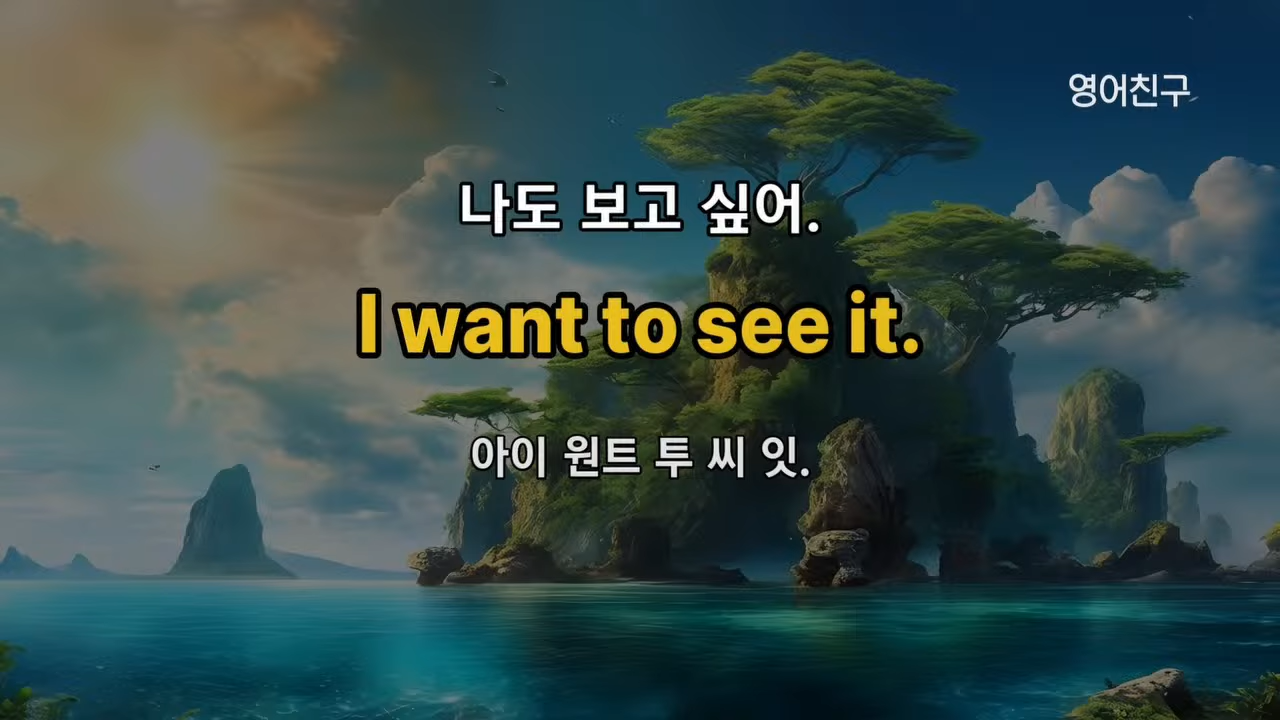 영어친구
나도 보고 싶어.
I want to see it.
아이 원트 투 씨 잇.